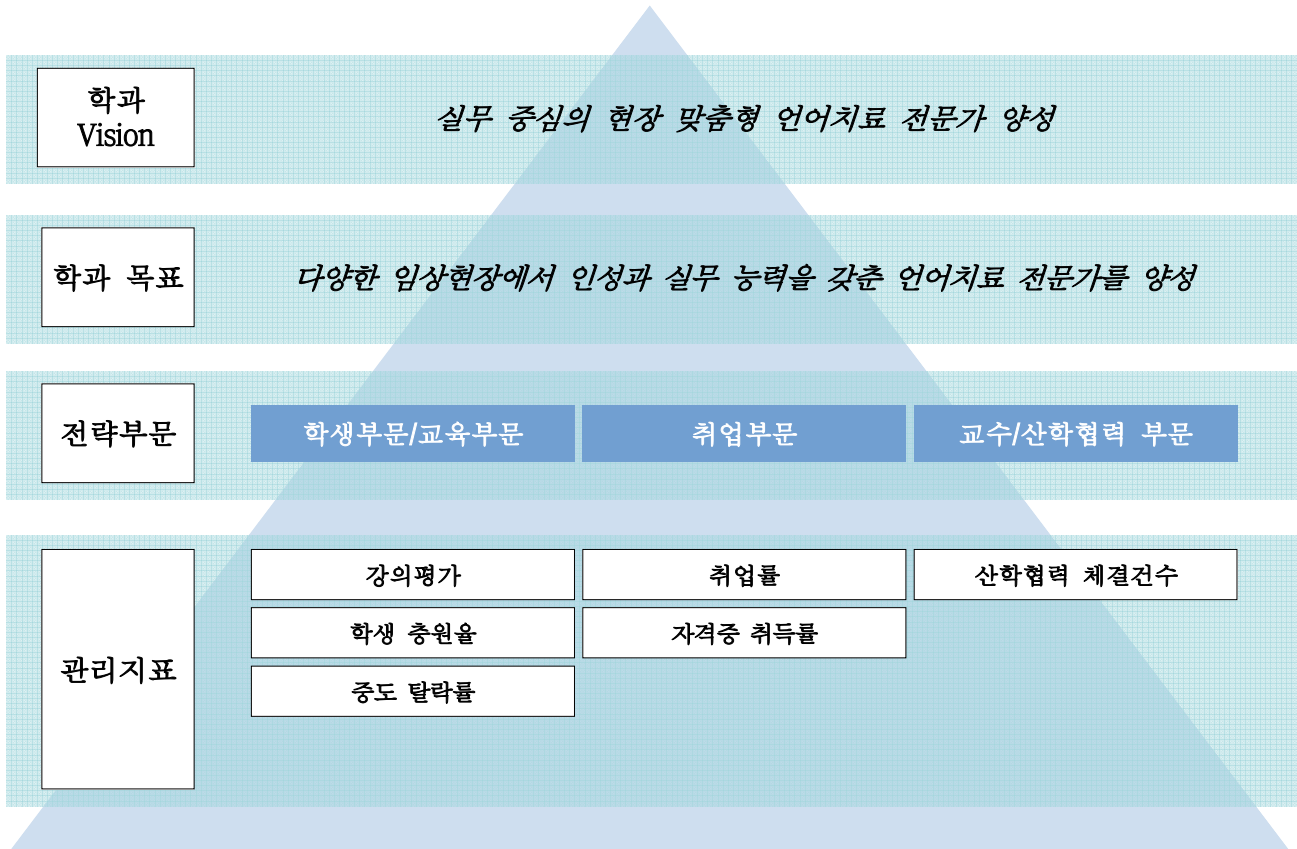 학과
Vision
실무 중심의 현장 맞춤형 언어치료 전문가 양성
학과 목표
다양한 임상현장에서 인성과 실무 능력을 갖춘 언어치료 전문가를 양성
전략부문
학생부문/교육부문
취업부문
교수/산학협력 부문
관리지표
강의평가
취업률
산학협력 체결건수
학생 충원율
자격증 취득률
중도 탈락률